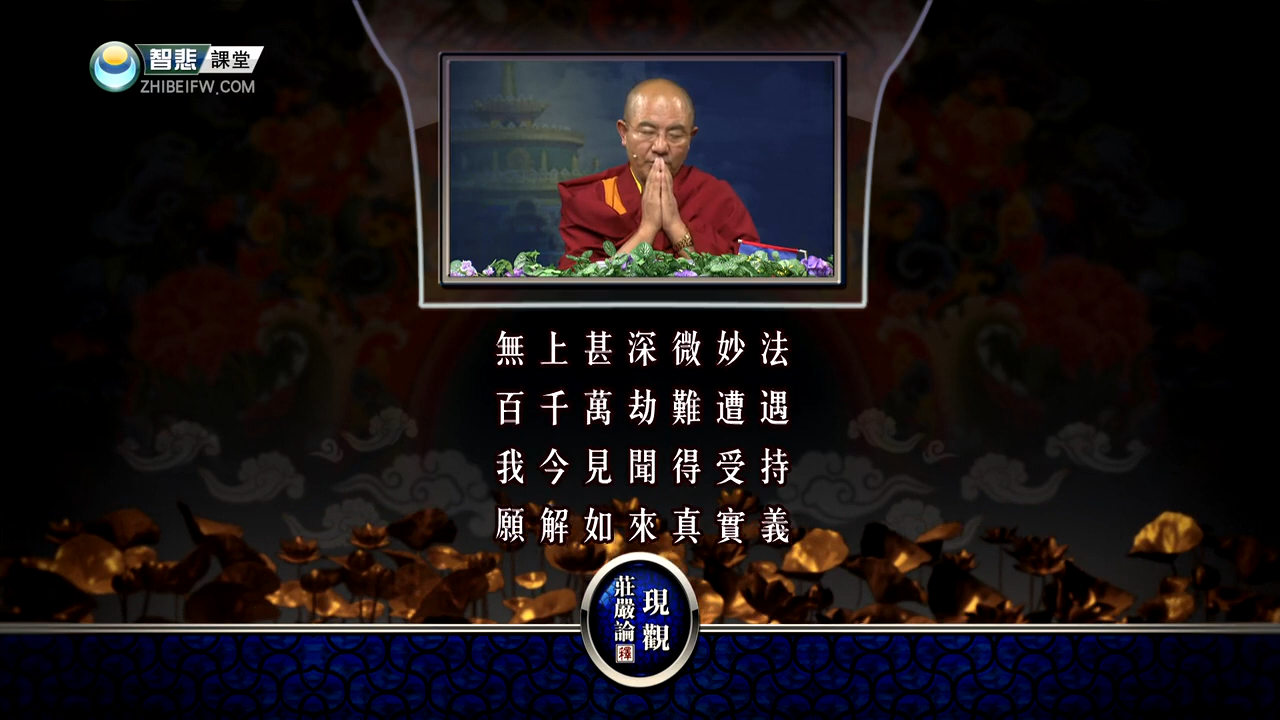 智悲課堂
ZHIBEIFW.COM
無上甚深微妙法
百千萬劫難遭遇
我今見聞得受持
願解如來真實義
現觀
莊嚴論釋